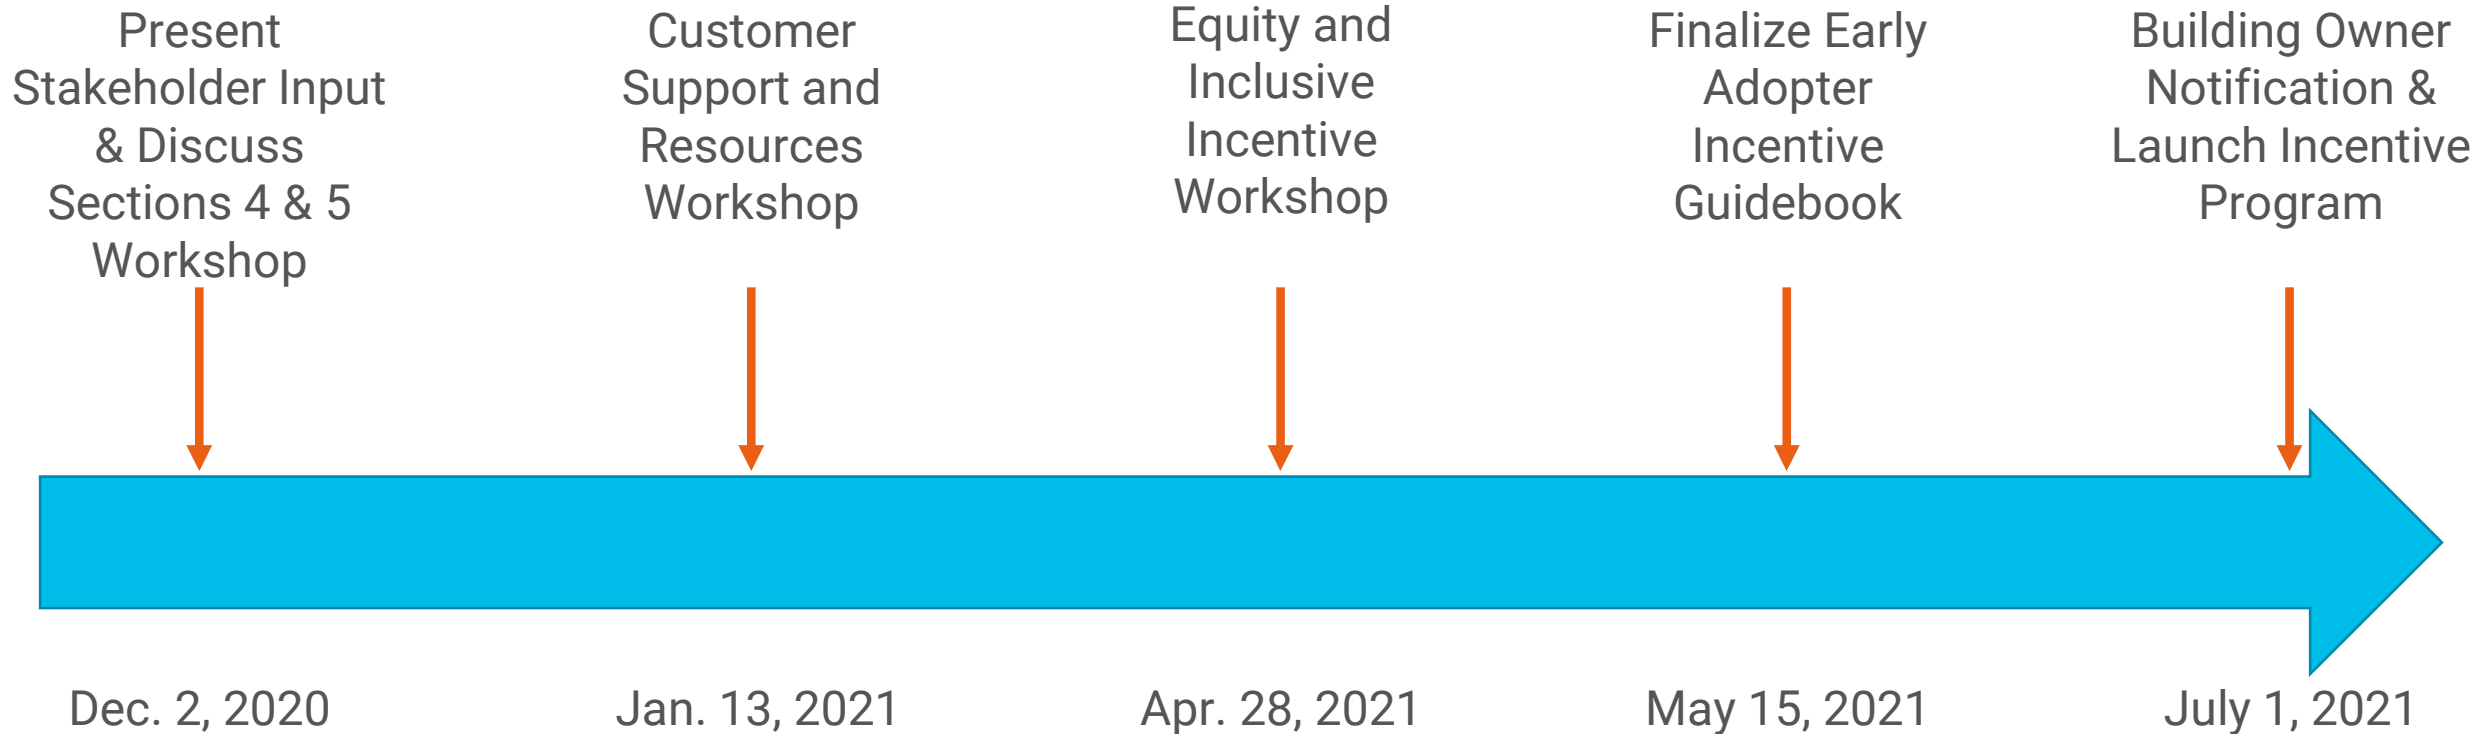 Present
Stakeholder Input
& Discuss
Sections 4 & 5
Workshop
Customer
Support and
Resources
Workshop
Equity and
Inclusive
Incentive
Workshop
Finalize Early
Adopter
Incentive
Guidebook
Building Owner
Notification &
Launch Incentive
Program
Dec. 2, 2020
Jan. 13, 2021
Apr. 28, 2021
May 15, 2021
July 1, 2021